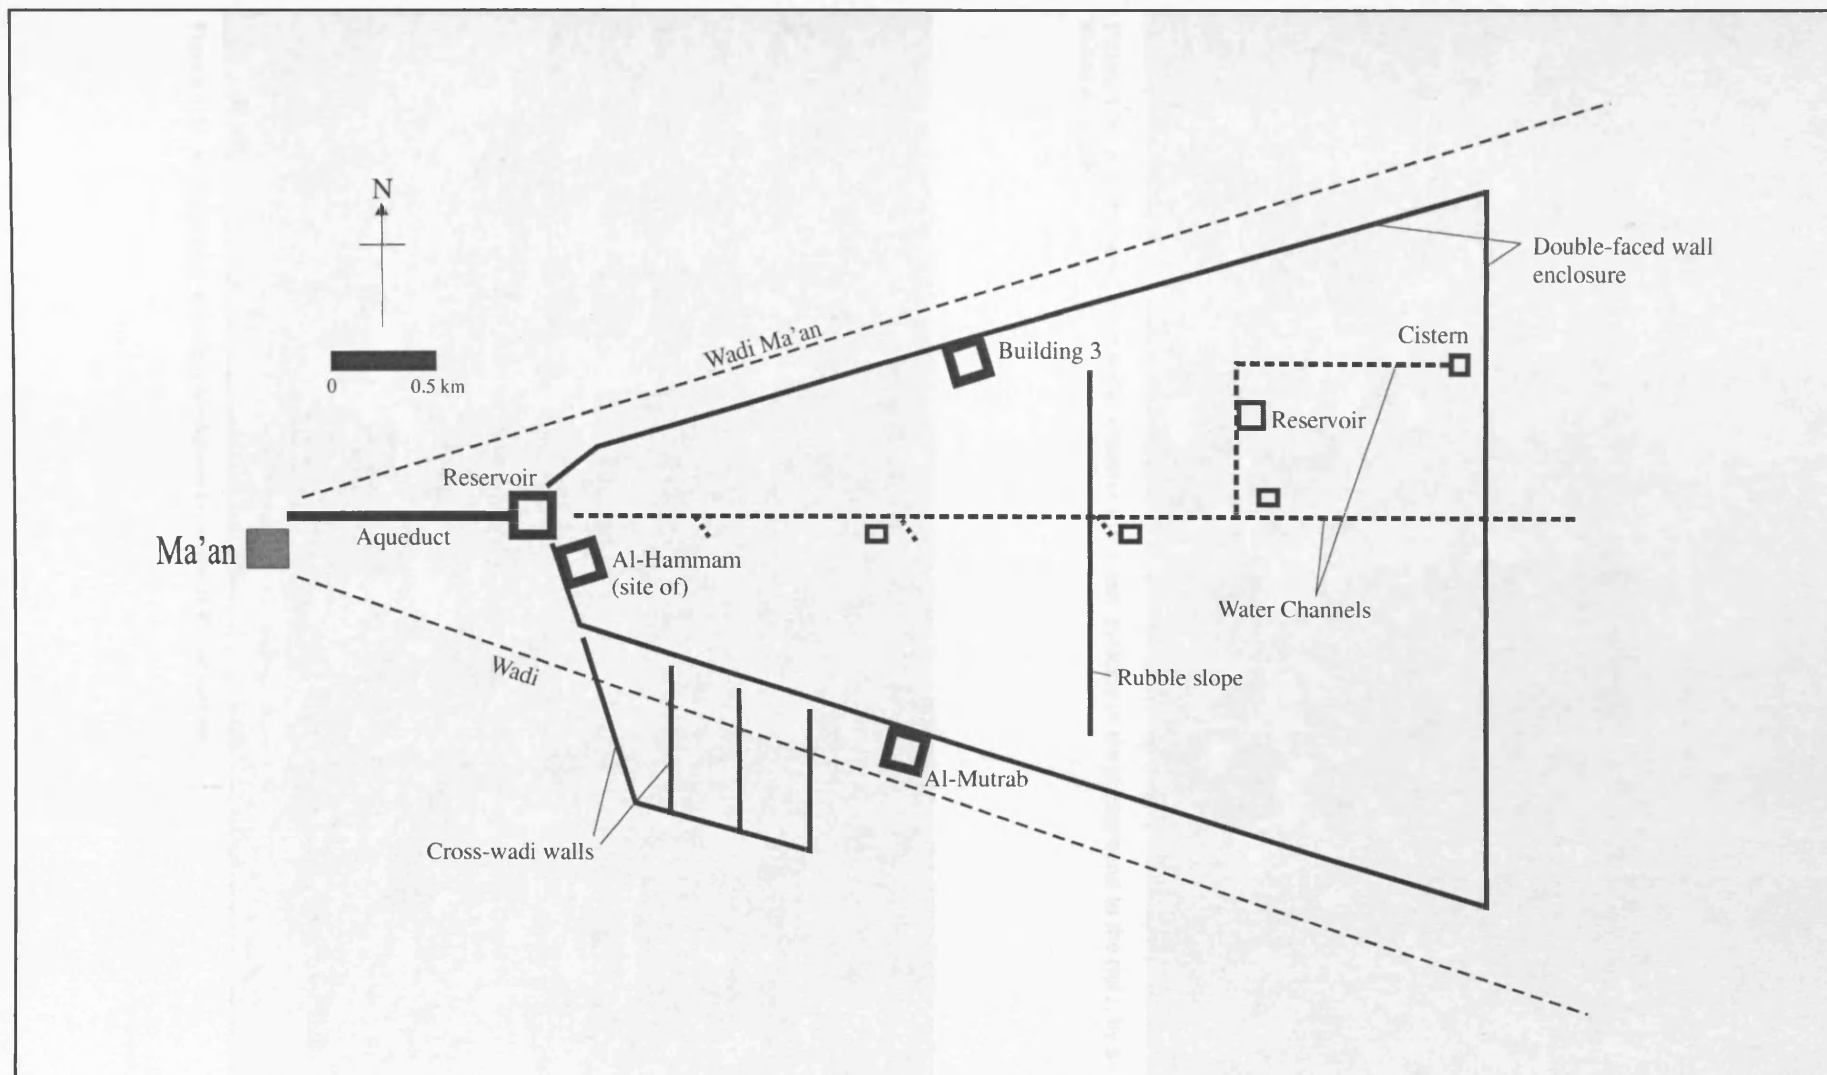 N
0 0.5 km
Wadi Ma'an
Double-faced wall
enclosure
Cistern
Building 3
Reservoir
Reservoir
Aqueduct
Ma'an
Al-Hammam
(site of)
Water Channels
Wadi
Rubble slope
Al-Mutrab
Cross-wadi walls